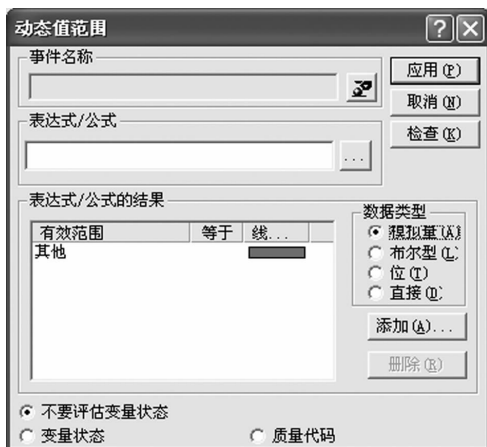 动态值范围
事件名称
应用(P)
取消(N)
表达式/公式
检查(K)
...
表达式/公式的结果
数据类型
有效范围 等于 线...
其他
模拟量(A)
布尔型(L)
位(T)
直接(D)
添加(A)...
删除(R)
不要评估变量状态
变量状态
质量代码